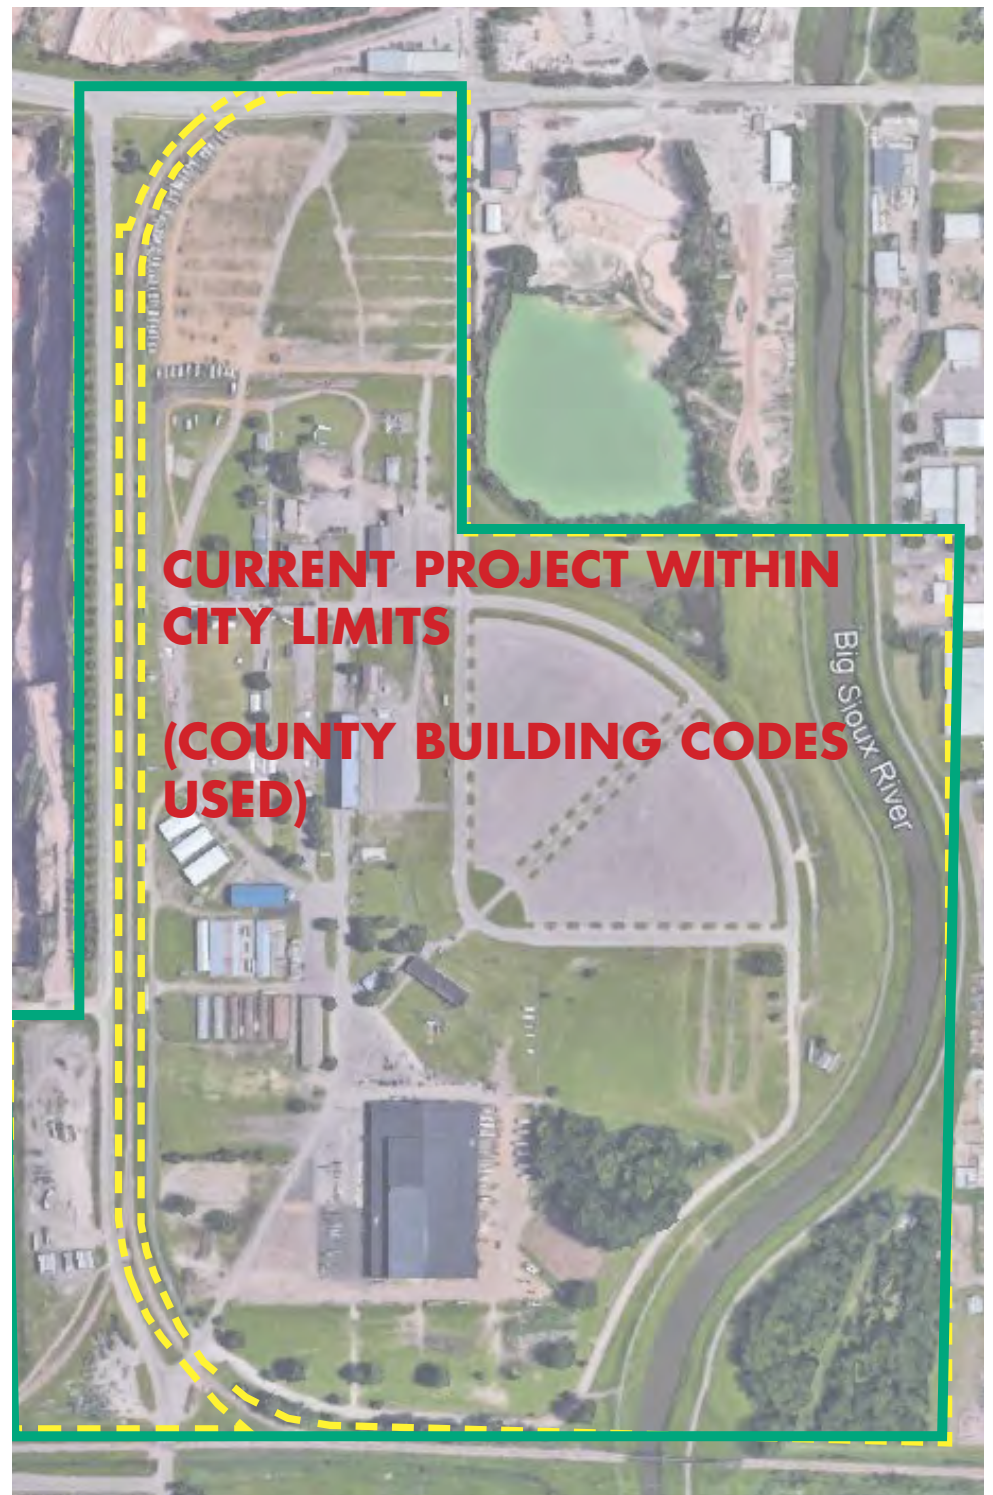 CURRENT PROJECT WITHIN
CITY LIMITS
(COUNTY BUILDING CODES
USED)
Big Sioux River